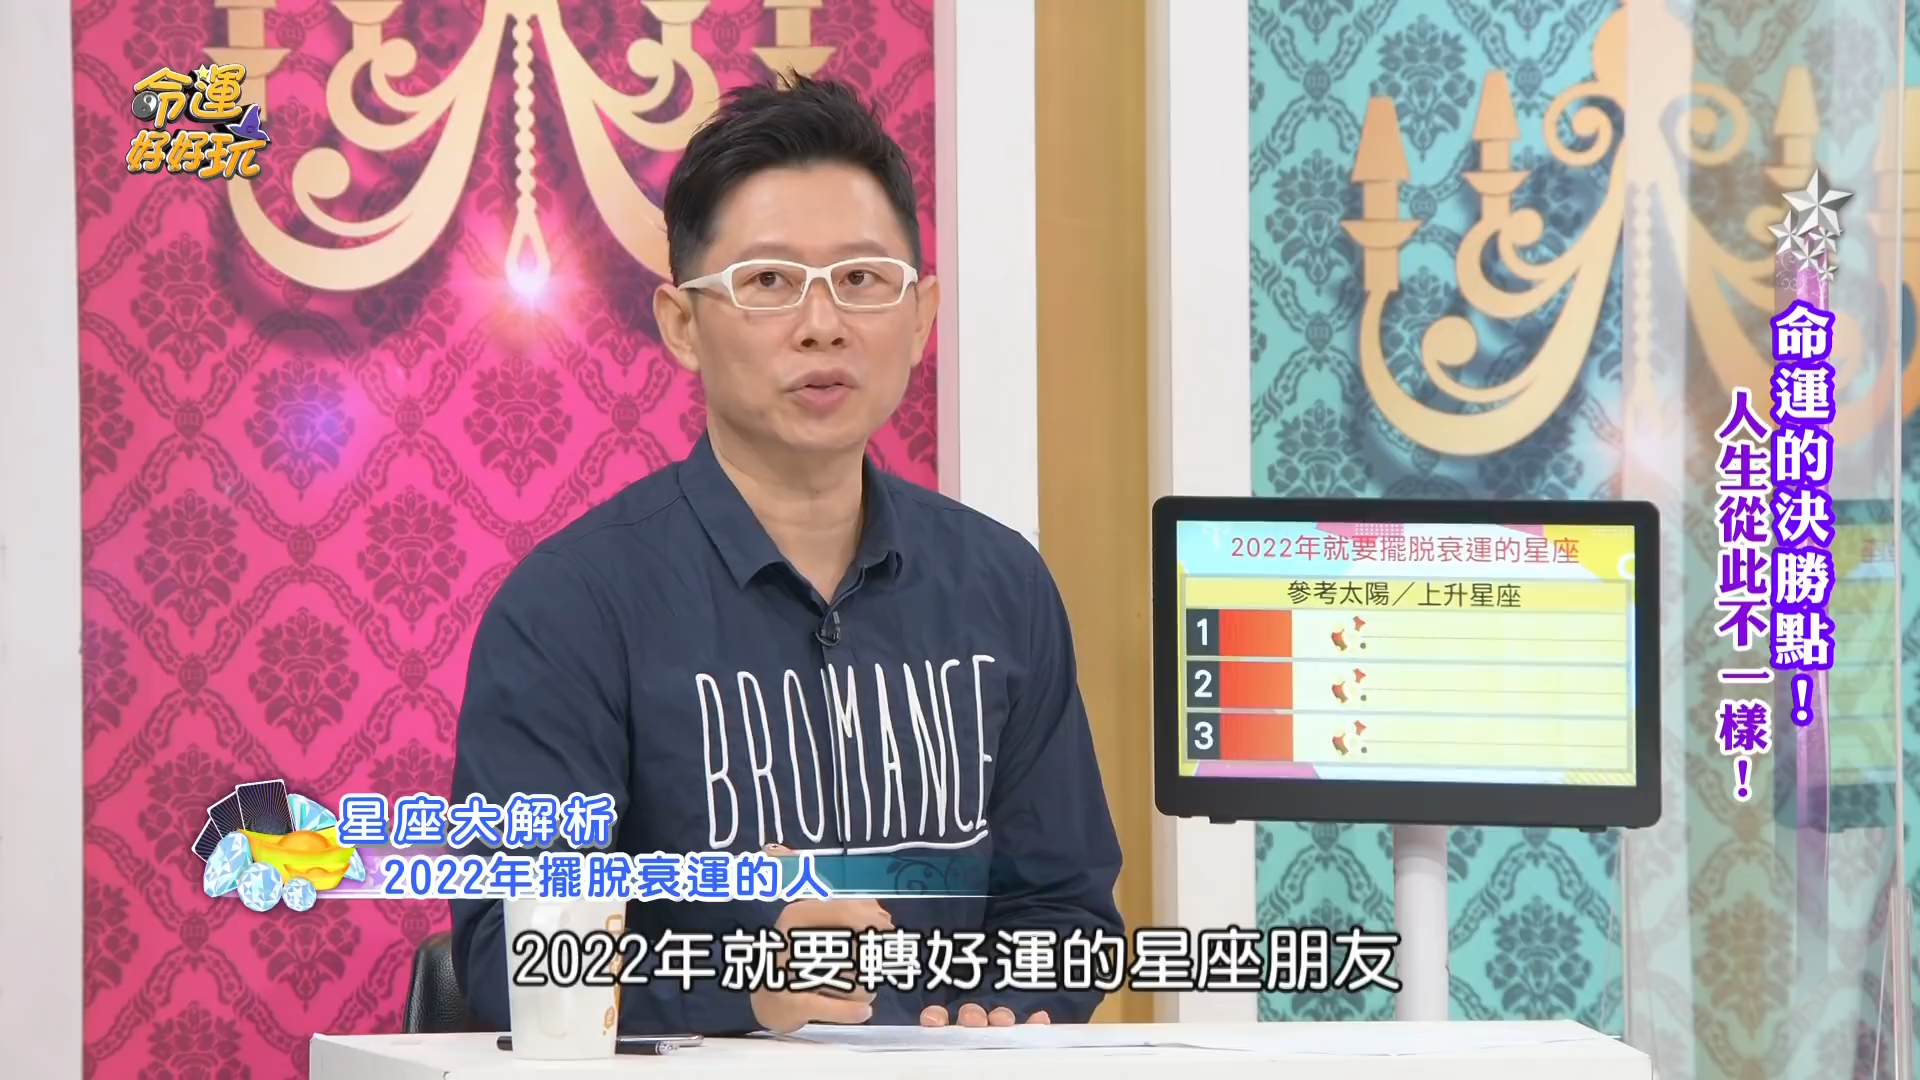 命運
好好玩
命運的決勝點！
人生從此不一樣！
BROMANCE
2022年就要擺脫衰運的星座
參考太陽／上升星座
1
2
3
星座大解析
2022年擺脫衰運的人
2022年就要轉好運的星座朋友